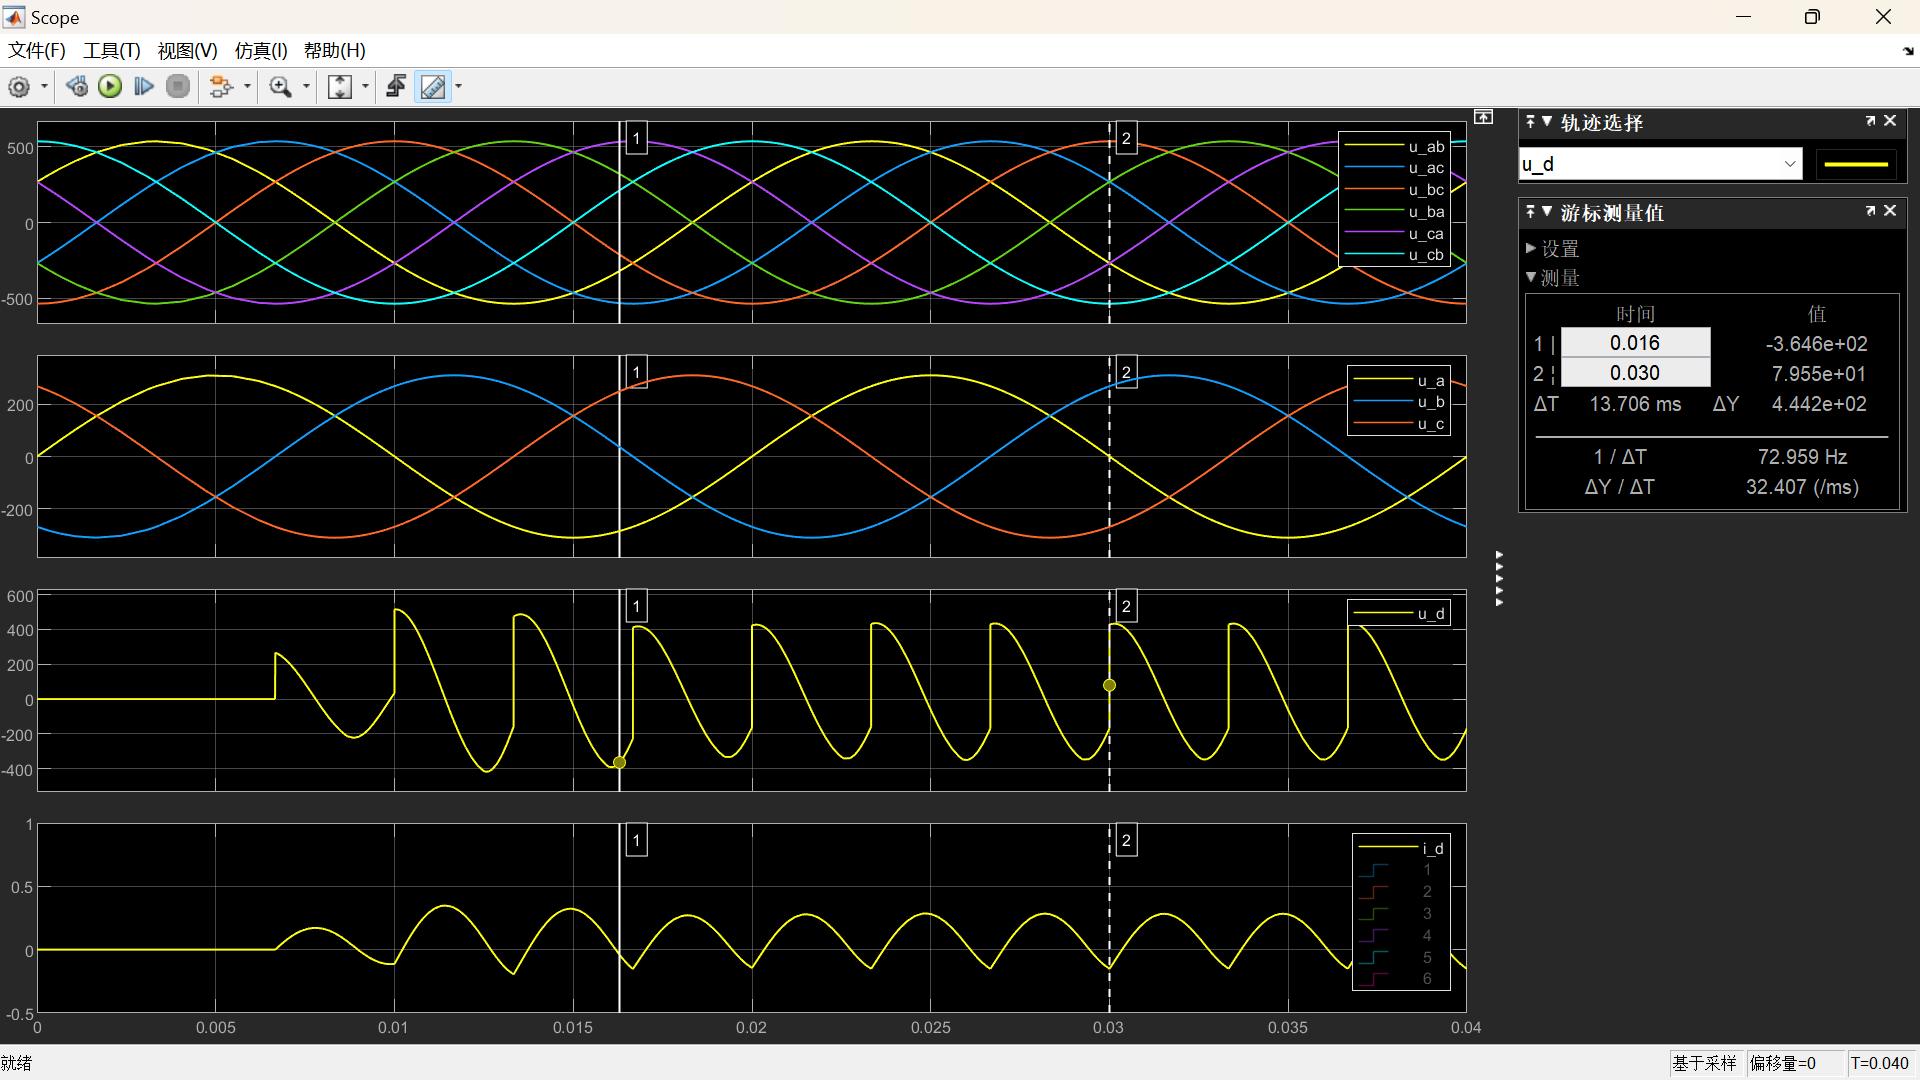 Scope
文件(F) 工具(T) 视图(V) 仿真(I) 帮助(H)
500
0
-500
1
2
u_ab
u_ac
u_bc
u_ba
u_ca
u_cb
200
0
-200
1
2
u_a
u_b
u_c
600
400
200
0
-200
-400
1
2
u_d
1
0.5
0
-0.5
1
2
i_d
1
2
3
4
5
6
0 0.005 0.01 0.015 0.02 0.025 0.03 0.035 0.04
轨迹选择
u_d
游标测量值
设置
测量
时间 值
1 | 0.016 -3.646e+02
2 ¦ 0.030 7.955e+01
ΔT 13.706 ms ΔY 4.442e+02
1 / ΔT 72.959 Hz
ΔY / ΔT 32.407 (/ms)
就绪
基于采样 偏移量=0 T=0.040